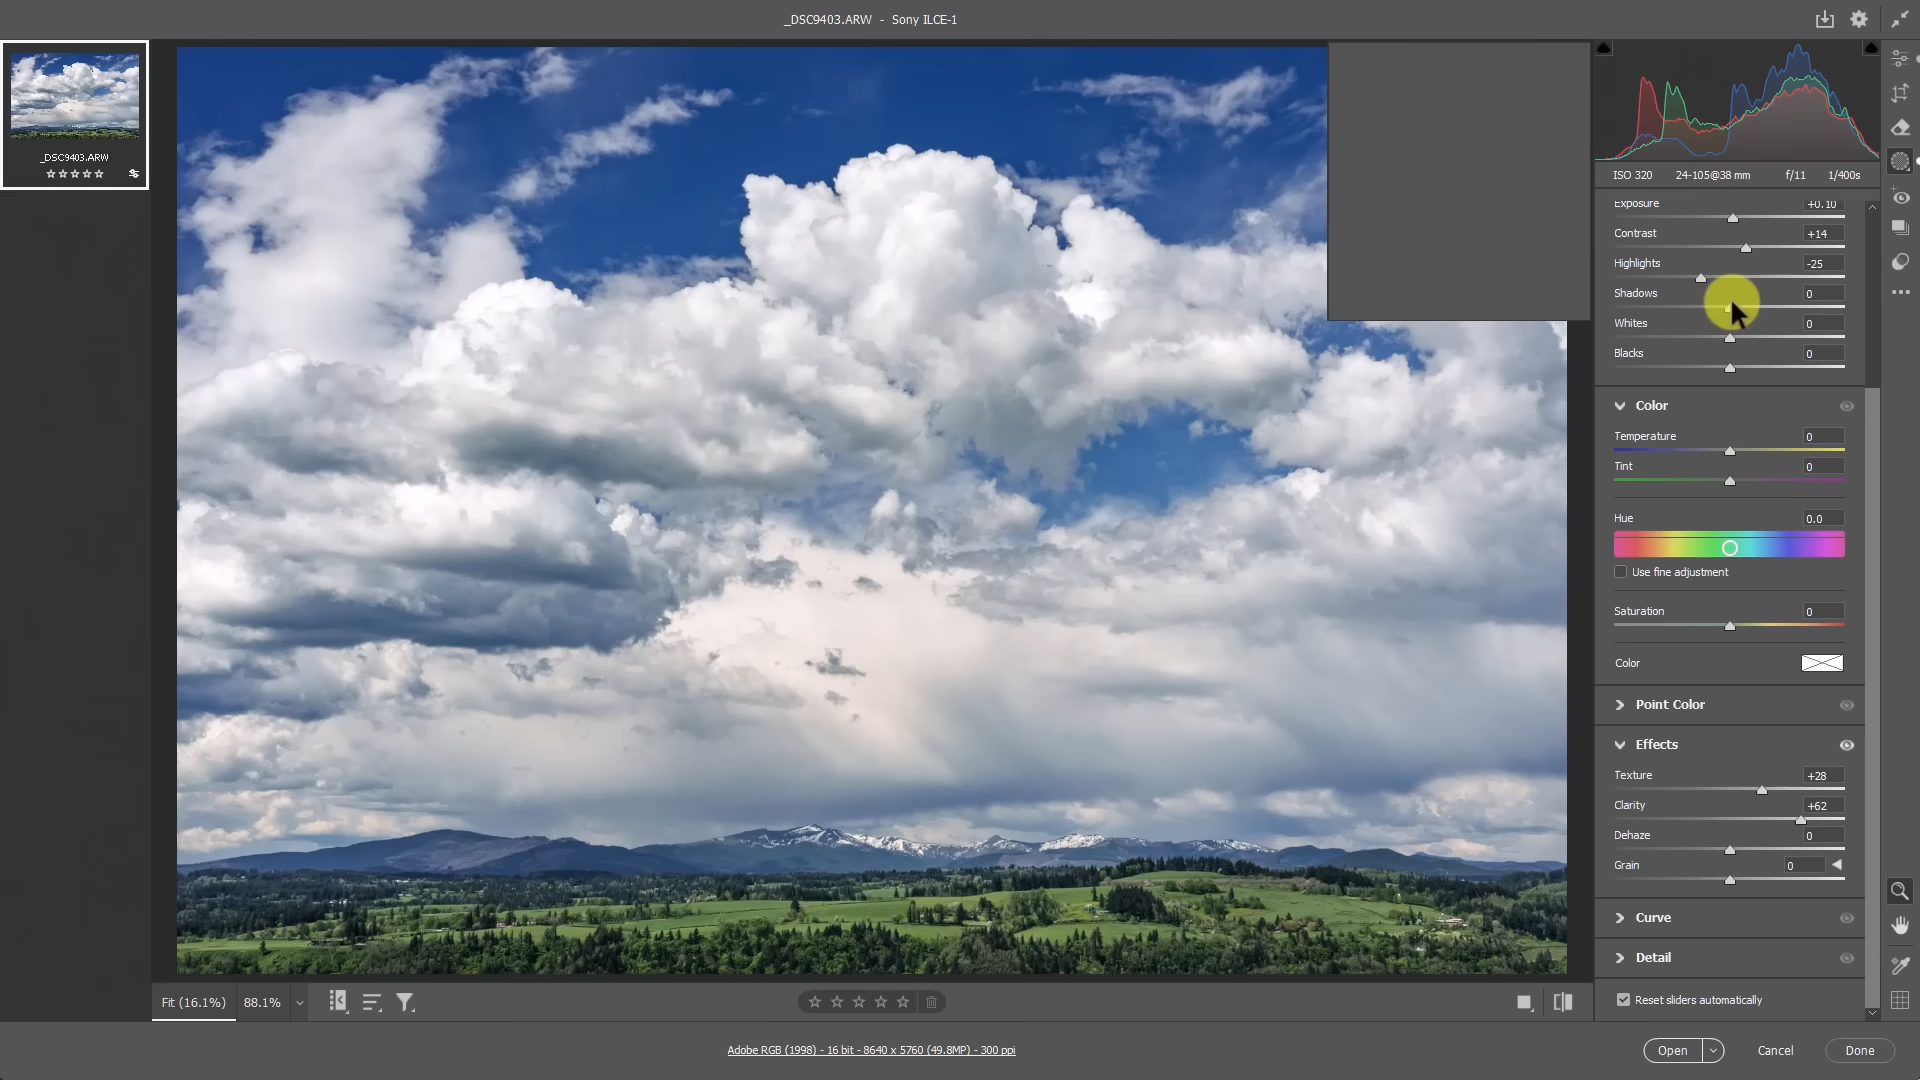 _DSC9403.ARW - Sony ILCE-1
_DSC9403.ARW
ISO 320 24-105@38 mm f/11 1/400s
Exposure +0.10
Contrast +14
Highlights -25
Shadows 0
Whites 0
Blacks 0
Color
Temperature 0
Tint 0
Hue 0.0
Use fine adjustment
Saturation 0
Color
Point Color
Effects
Texture +28
Clarity +62
Dehaze 0
Grain 0
Curve
Detail
Reset sliders automatically
Fit (16.1%) 88.1%
Adobe RGB (1998) - 16 bit - 8640 x 5760 (49.8MP) - 300 ppi
Open Cancel Done